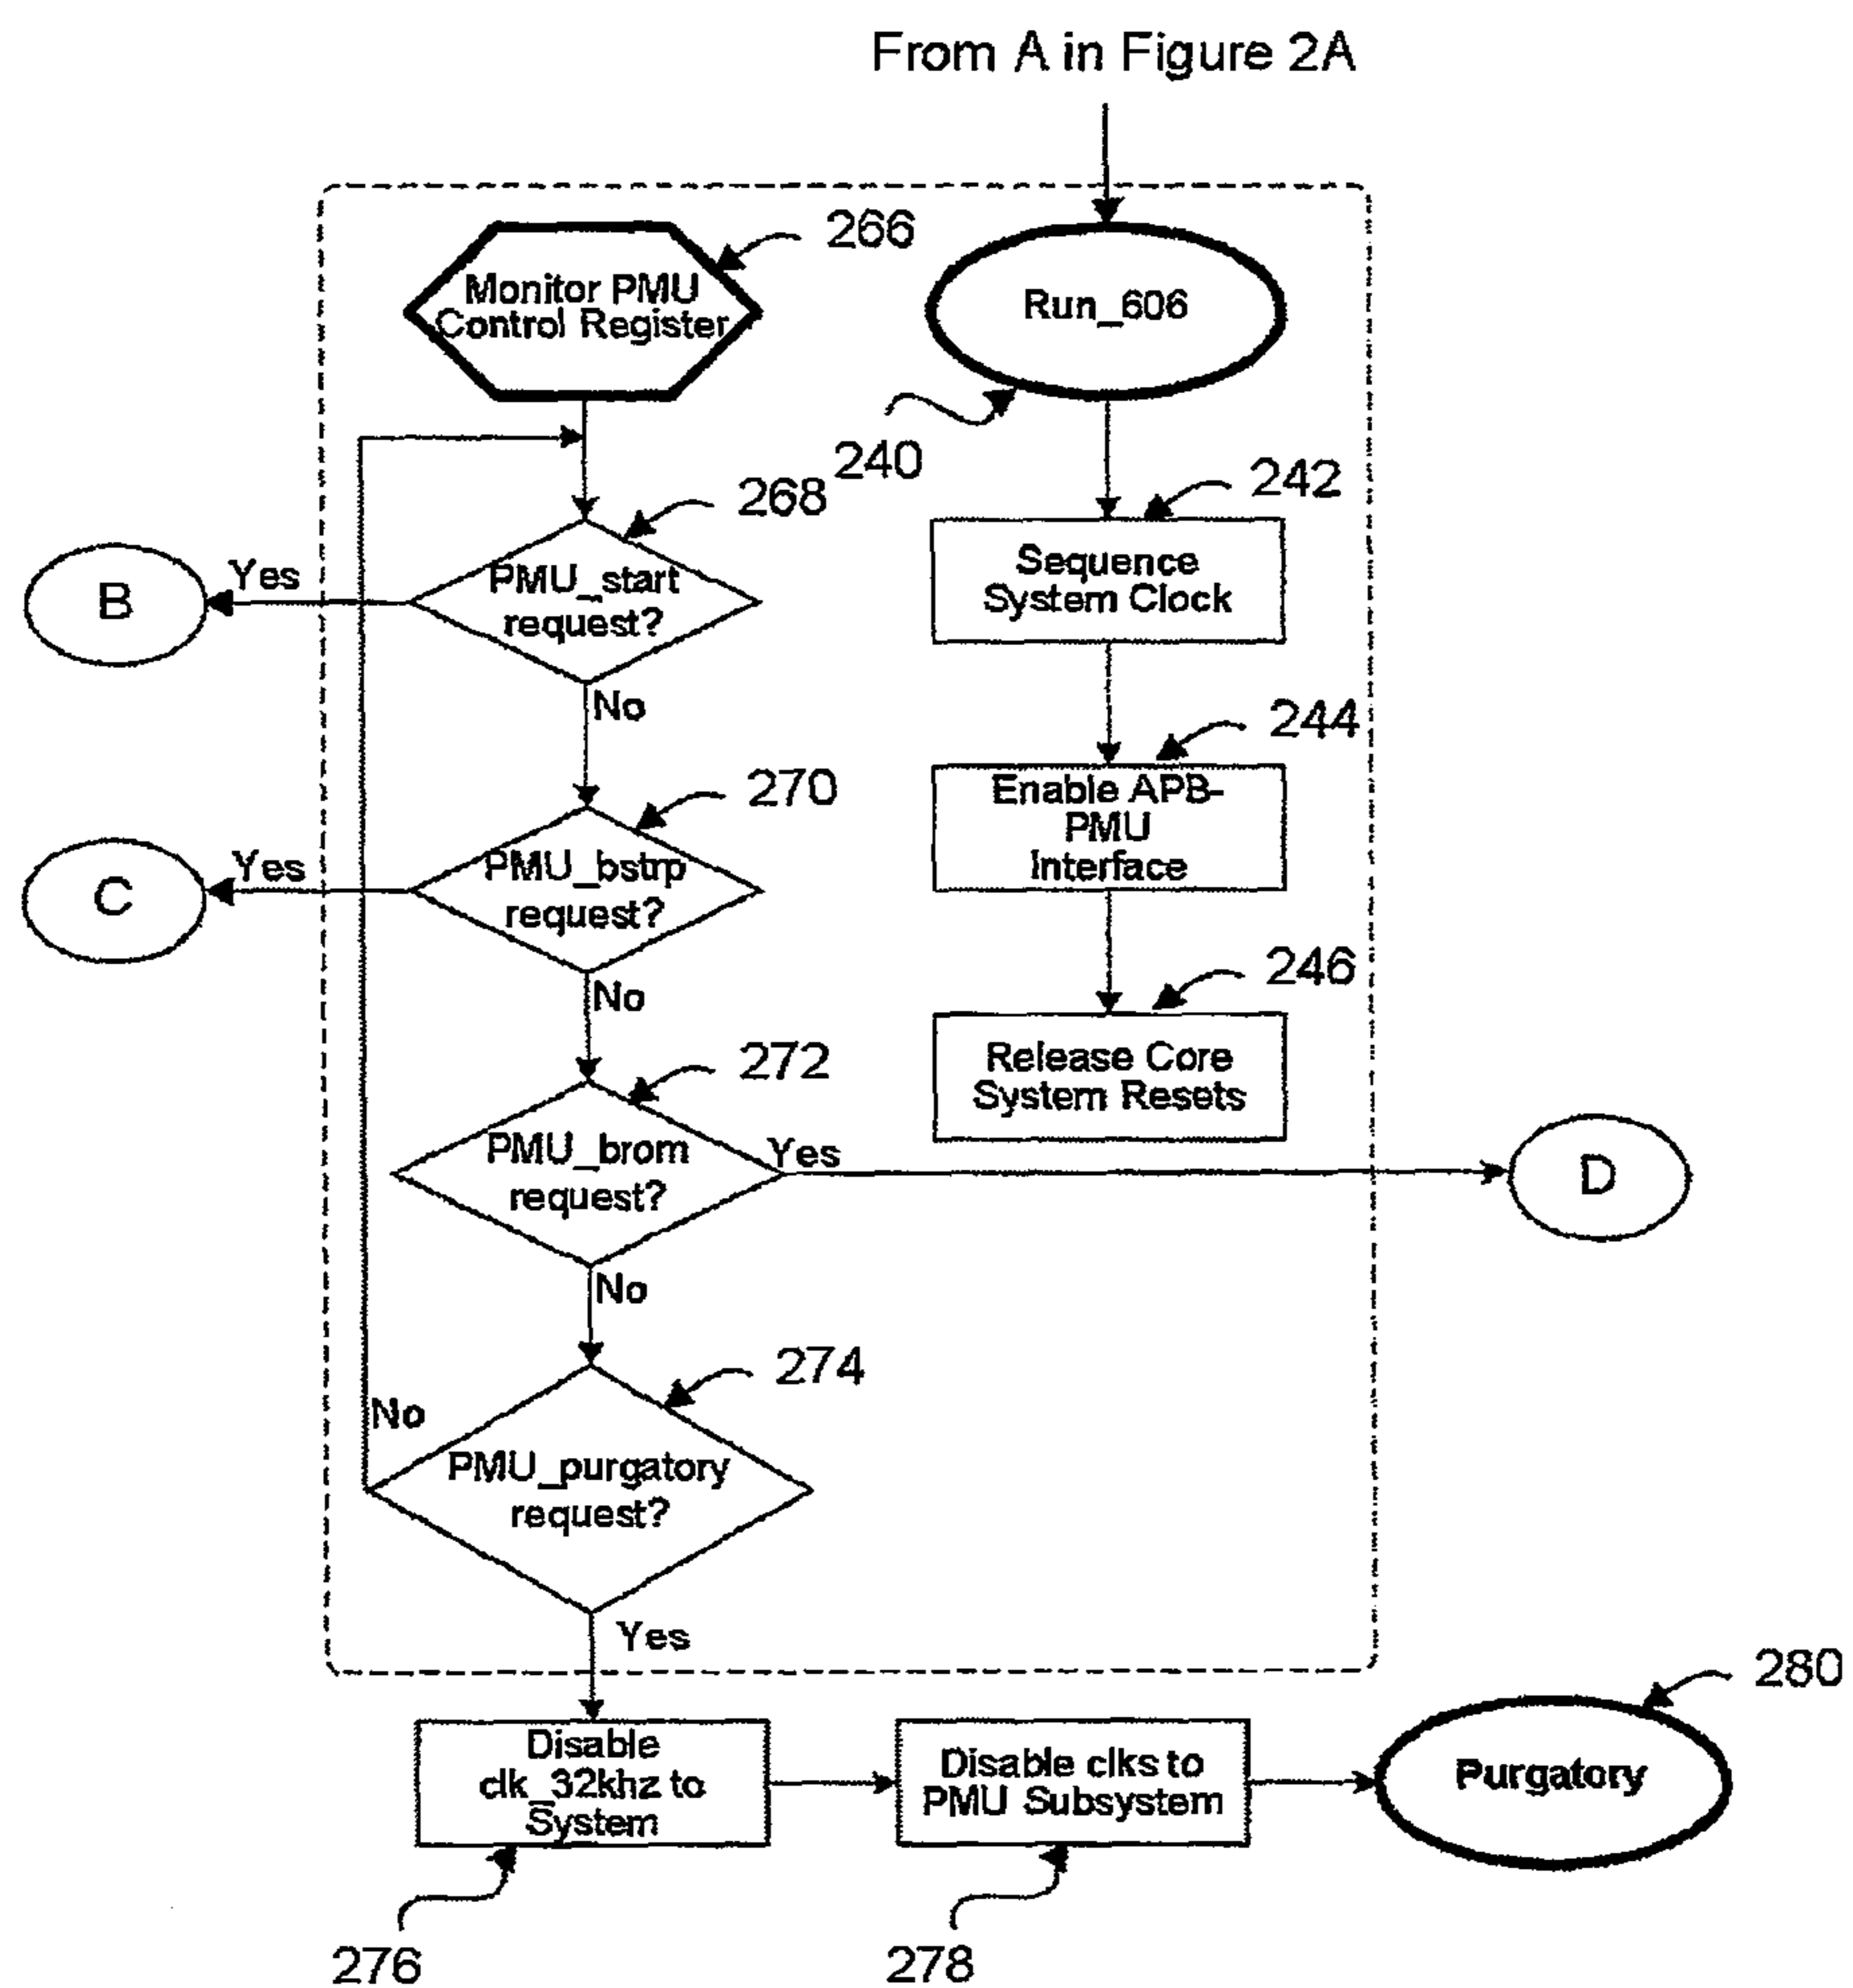 From A in Figure 2A
266
Monitor PMU
Control Register
Run_606
240
242
268
Sequence
System Clock
PMU_start
request?
Yes
B
No
244
270
Enable APB-
PMU
Interface
PMU_bstrp
request?
Yes
C
No
246
272
Release Core
System Resets
PMU_brom
request?
Yes
D
No
274
No
PMU_purgatory
request?
Yes
280
Disable
clk_32khz to
System
Disable clks to
PMU Subsystem
Purgatory
276
278